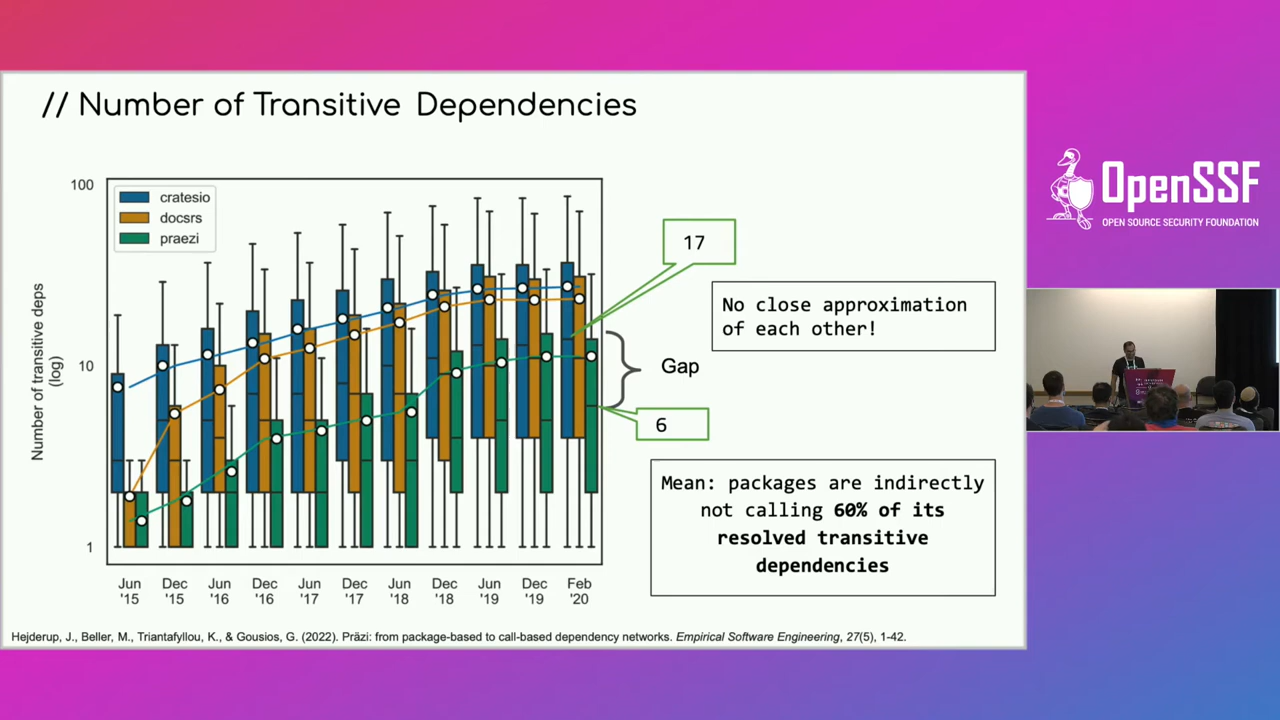 // Number of Transitive Dependencies
100
10
1
Number of transitive deps
(log)
cratesio
docsrs
praezi
Jun '15
Dec '15
Jun '16
Dec '16
Jun '17
Dec '17
Jun '18
Dec '18
Jun '19
Dec '19
Feb '20
17
Gap
6
No close approximation
of each other!
Mean: packages are indirectly
not calling 60% of its
resolved transitive
dependencies
Hejderup, J., Beller, M., Triantafyllou, K., & Gousios, G. (2022). Präzi: from package-based to call-based dependency networks. Empirical Software Engineering, 27(5), 1-42.
OpenSSF
OPEN SOURCE SECURITY FOUNDATION